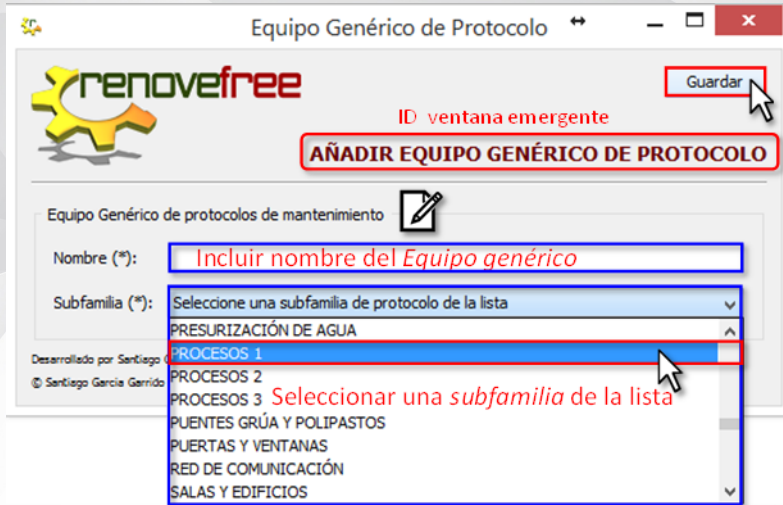 Equipo Genérico de Protocolo
renovefree
Guardar
ID ventana emergente
AÑADIR EQUIPO GENÉRICO DE PROTOCOLO
Equipo Genérico de protocolos de mantenimiento
Nombre (*): Incluir nombre del Equipo genérico
Subfamilia (*): Seleccione una subfamilia de protocolo de la lista
PRESURIZACIÓN DE AGUA
Desarrollado por Santiago
PROCESOS 1
© Santiago Garcia Garrido
PROCESOS 2
PROCESOS 3 Seleccionar una subfamilia de la lista
PUENTES GRÚA Y POLIPASTOS
PUERTAS Y VENTANAS
RED DE COMUNICACIÓN
SALAS Y EDIFICIOS